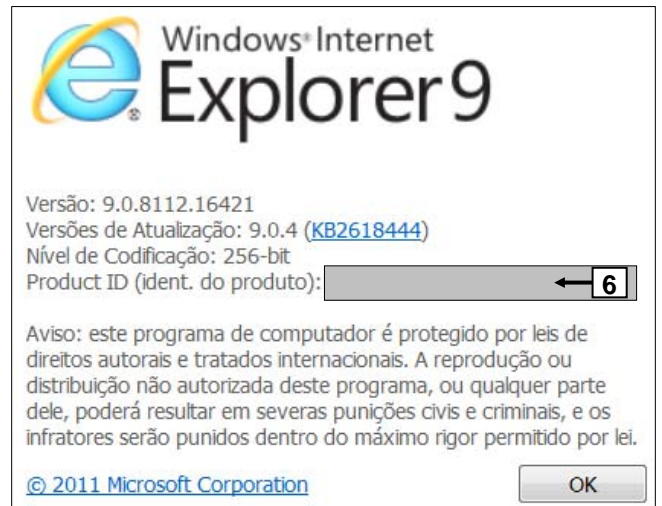 Windows® Internet
Explorer 9
Versão: 9.0.8112.16421
Versões de Atualização: 9.0.4 (KB2618444)
Nível de Codificação: 256-bit
Product ID (ident. do produto):
6
Aviso: este programa de computador é protegido por leis de
direitos autorais e tratados internacionais. A reprodução ou
distribuição não autorizada deste programa, ou qualquer parte
dele, poderá resultar em severas punições civis e criminais, e os
infratores serão punidos dentro do máximo rigor permitido por lei.
© 2011 Microsoft Corporation
OK